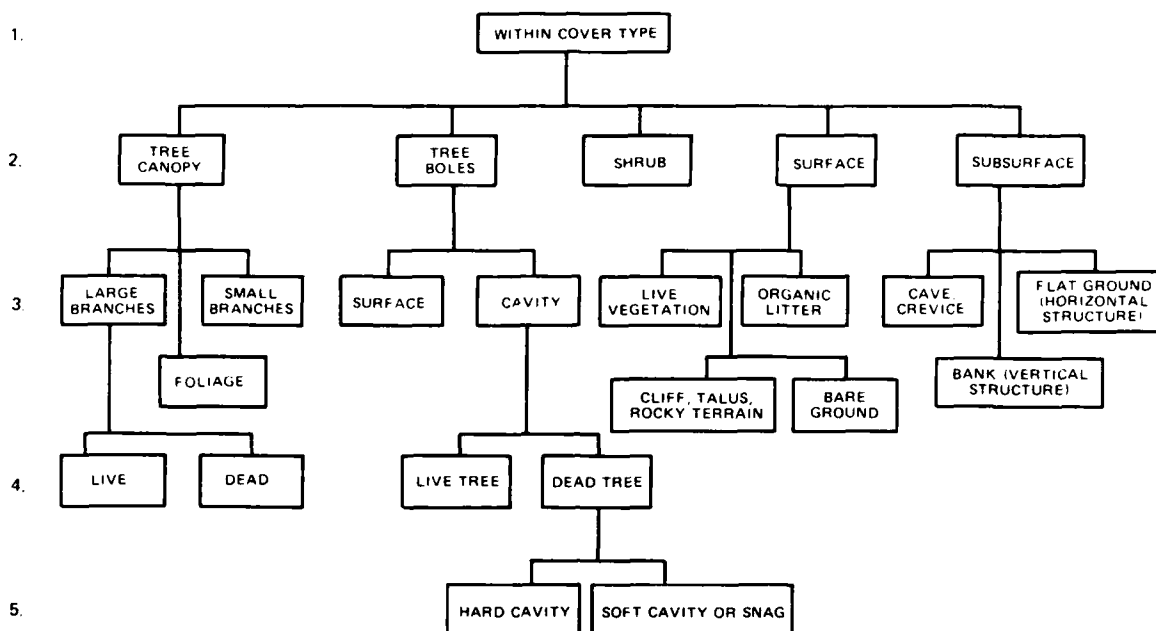 1.
WITHIN COVER TYPE
2.
TREE
CANOPY
TREE
BOLES
SHRUB
SURFACE
SUBSURFACE
3.
LARGE
BRANCHES
SMALL
BRANCHES
FOLIAGE
SURFACE
CAVITY
LIVE
VEGETATION
ORGANIC
LITTER
CLIFF, TALUS,
ROCKY TERRAIN
BARE
GROUND
CAVE,
CREVICE
FLAT GROUND
(HORIZONTAL
STRUCTURE)
BANK (VERTICAL
STRUCTURE)
4.
LIVE
DEAD
LIVE TREE
DEAD TREE
5.
HARD CAVITY
SOFT CAVITY OR SNAG